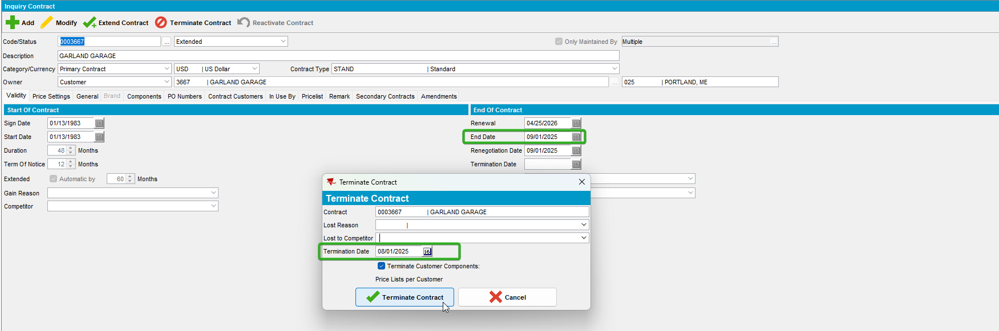 Inquiry Contract
Add Modify Extend Contract Terminate Contract Reactivate Contract
Code/Status 0003667 ... Extended Only Maintained By Multiple ...
Description GARLAND GARAGE
Category/Currency Primary Contract USD | US Dollar Contract Type STAND | Standard
Owner Customer 3667 | GARLAND GARAGE ... 025 | PORTLAND, ME
Validity Price Settings General Brand Components PO Numbers Contract Customers In Use By Pricelist Remark Secondary Contracts Amendments
Start Of Contract End Of Contract
Sign Date 01/13/1983 16 Renewal 04/25/2026 16
Start Date 01/13/1983 16 End Date 09/01/2025 16
Duration 48 Months Renegotiation Date 09/01/2025 16
Term Of Notice 12 Months Termination Date 16
Extended Automatic by 60 Months
Gain Reason
Competitor
Terminate Contract
Terminate Contract
Contract 0003667 | GARLAND GARAGE
Lost Reason |
Lost to Competitor
Termination Date 08/01/2025 16
Terminate Customer Components:
Price Lists per Customer
Terminate Contract Cancel